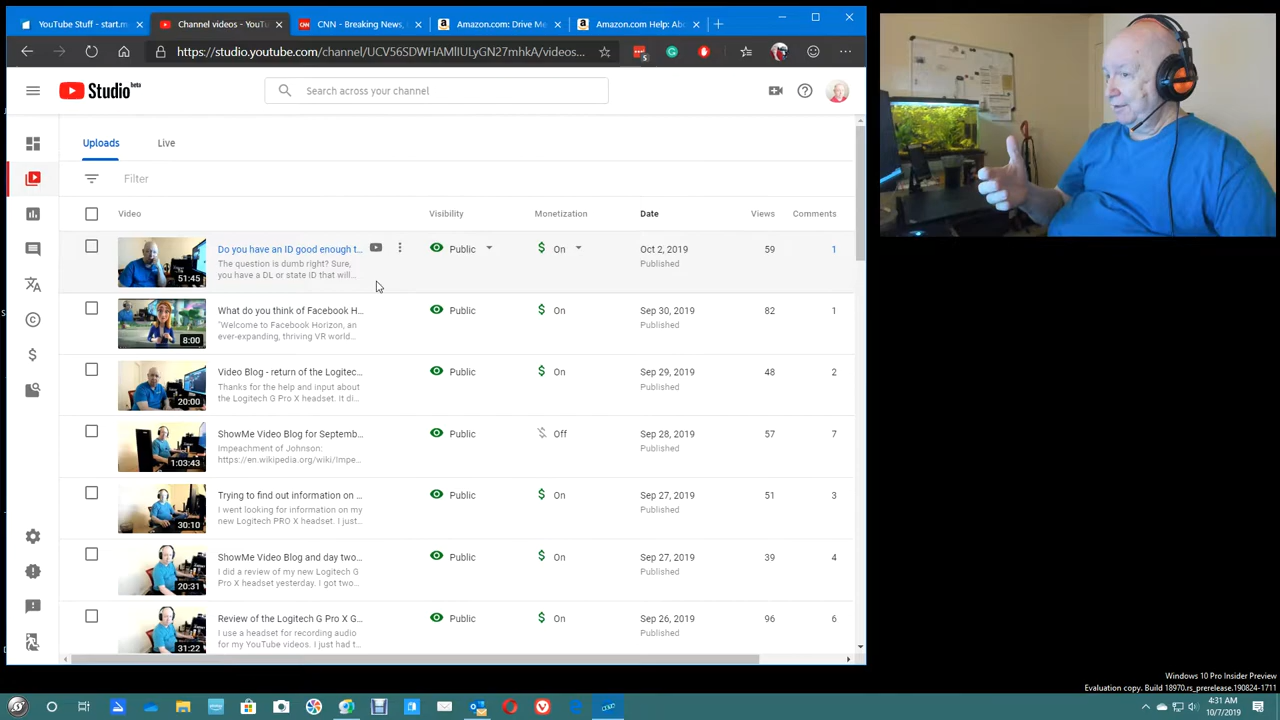 YouTube Stuff - start.m
Channel videos - YouTu
CNN - Breaking News, L
Amazon.com: Drive Me
Amazon.com Help: Abo
https://studio.youtube.com/channel/UCV56SDWHAMlIULyGN27mhkA/videos...
5
Studio beta
Search across your channel
Uploads
Live
Filter
Video
Visibility
Monetization
Date
Views
Comments
Do you have an ID good enough t...
The question is dumb right? Sure,
you have a DL or state ID that will...
51:45
Public
On
Oct 2, 2019
Published
59
1
What do you think of Facebook H...
"Welcome to Facebook Horizon, an
ever-expanding, thriving VR world...
8:00
Public
On
Sep 30, 2019
Published
82
1
Video Blog - return of the Logitec...
Thanks for the help and input about
the Logitech G Pro X headset. It di...
20:00
Public
On
Sep 29, 2019
Published
48
2
ShowMe Video Blog for Septemb...
Impeachment of Johnson:
https://en.wikipedia.org/wiki/Impe...
1:03:43
Public
Off
Sep 28, 2019
Published
57
7
Trying to find out information on ...
I went looking for information on my
new Logitech PRO X headset. I just...
30:10
Public
On
Sep 27, 2019
Published
51
3
ShowMe Video Blog and day two...
I did a review of my new Logitech G
Pro X headset yesterday. I got two...
20:31
Public
On
Sep 27, 2019
Published
39
4
Review of the Logitech G Pro X G...
I use a headset for recording audio
for my YouTube videos. I just had t...
31:22
Public
On
Sep 26, 2019
Published
96
6
Windows 10 Pro Insider Preview
Evaluation copy. Build 18970.rs_prerelease.190824-1711
4:31 AM
10/7/2019